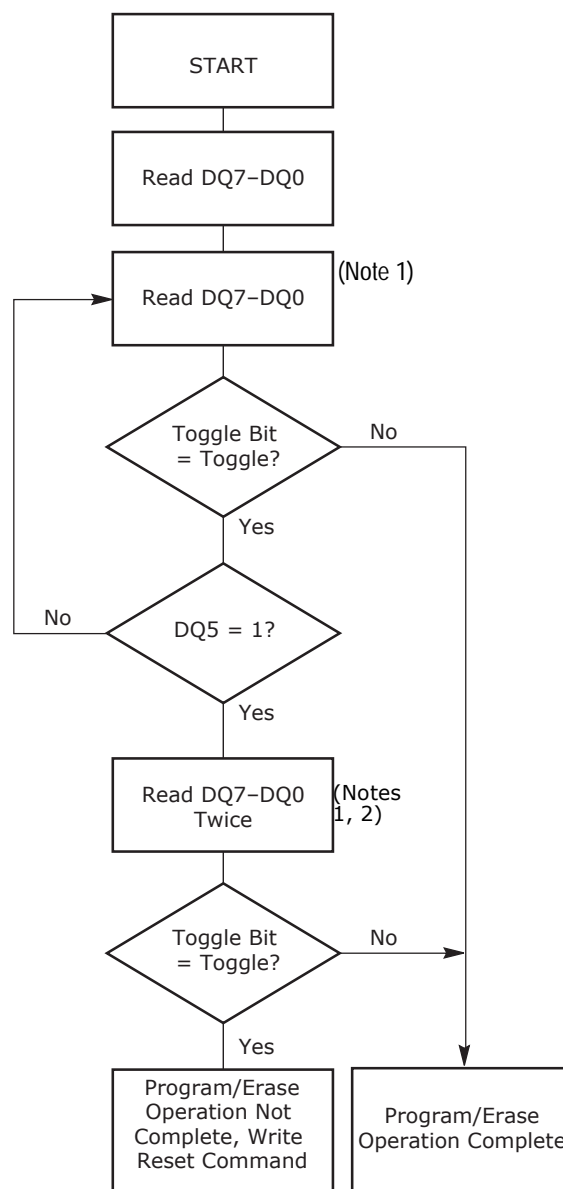 START
Read DQ7–DQ0
Read DQ7–DQ0
(Note 1)
Toggle Bit
= Toggle?
No
Yes
No
DQ5 = 1?
Yes
Read DQ7–DQ0
Twice
(Notes
1, 2)
Toggle Bit
= Toggle?
No
Yes
Program/Erase
Operation Not
Complete, Write
Reset Command
Program/Erase
Operation Complete